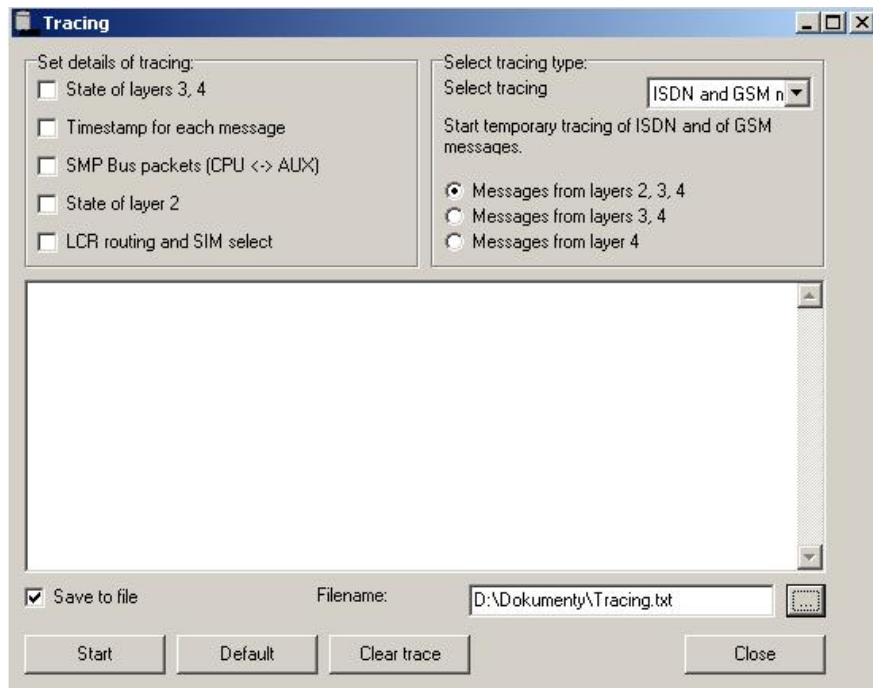 Tracing
Set details of tracing:
State of layers 3, 4
Timestamp for each message
SMP Bus packets (CPU <-> AUX)
State of layer 2
LCR routing and SIM select
Select tracing type:
Select tracing
ISDN and GSM n
Start temporary tracing of ISDN and of GSM
messages.
Messages from layers 2, 3, 4
Messages from layers 3, 4
Messages from layer 4
Save to file
Filename:
D:\Dokumenty\Tracing.txt
...
Start
Default
Clear trace
Close